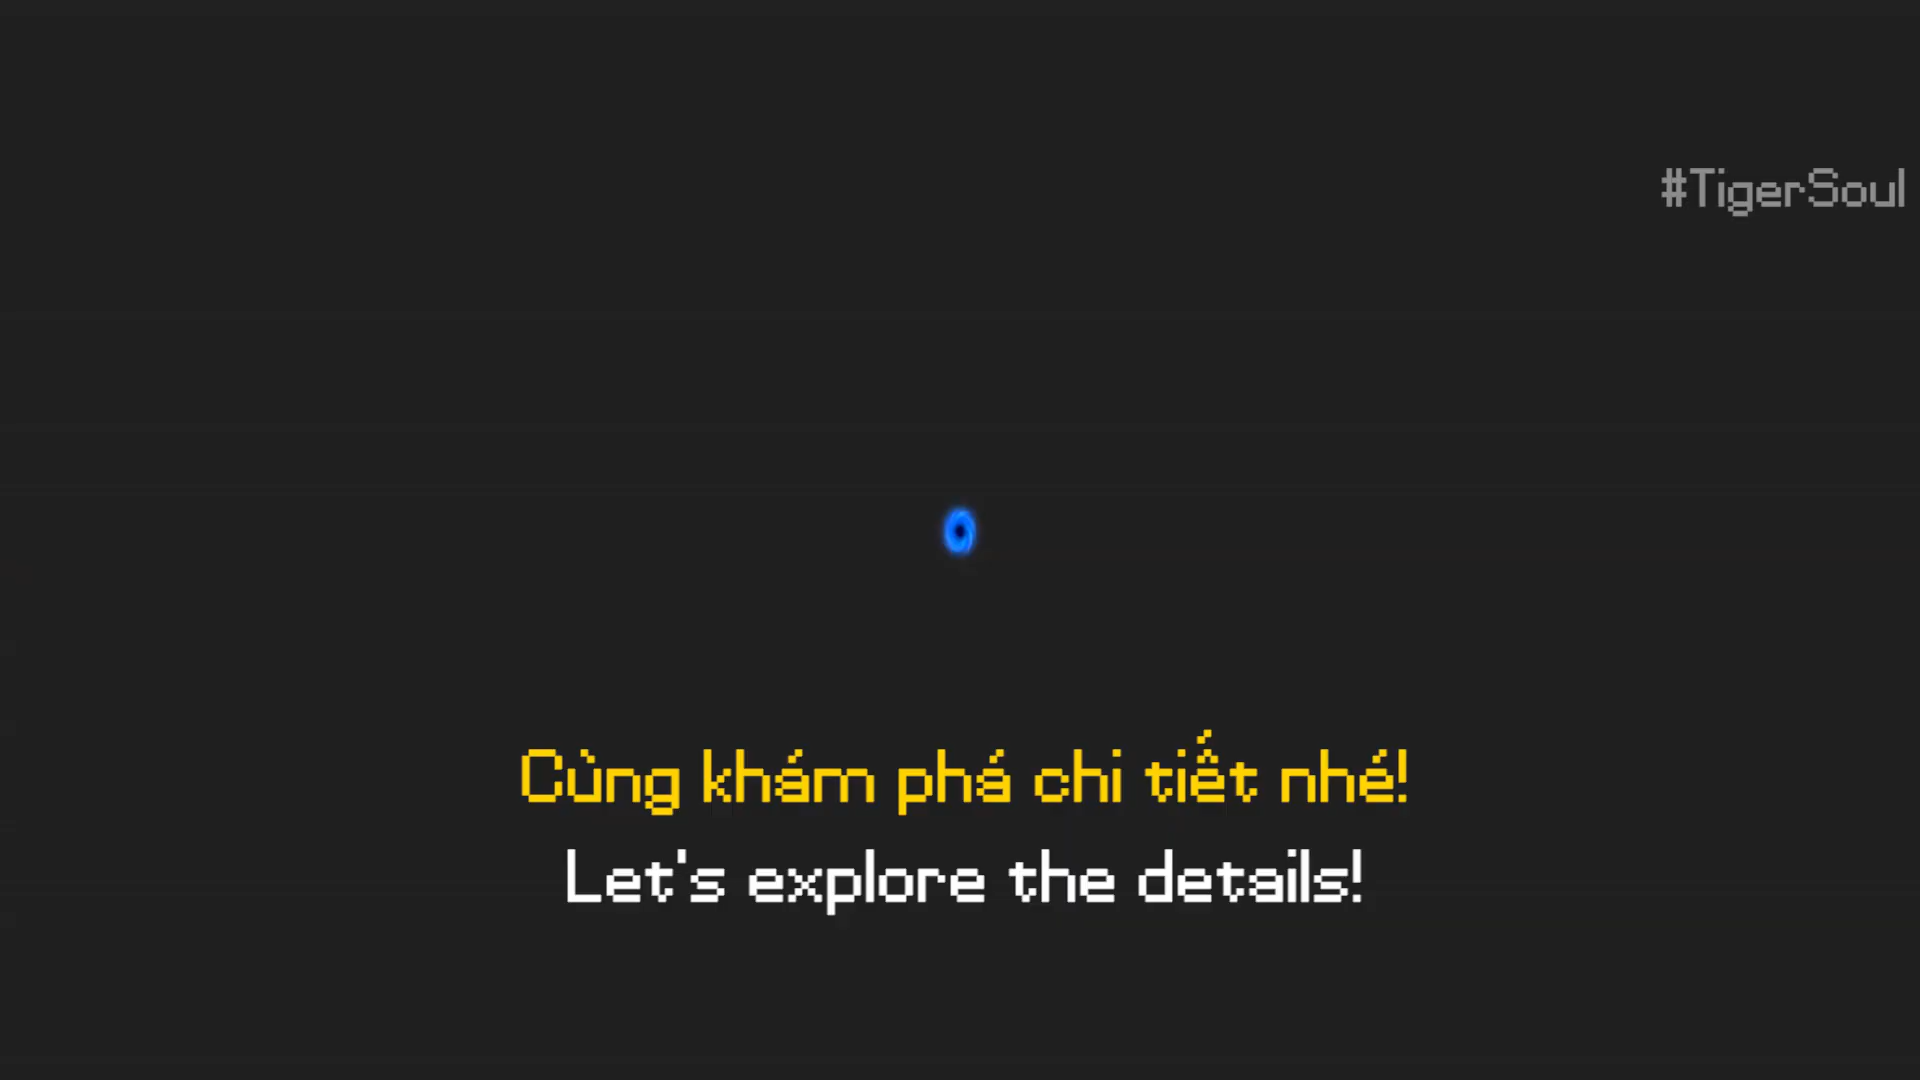 #TigerSoul
Cùng khám phá chi tiết nhé!
Let's explore the details!